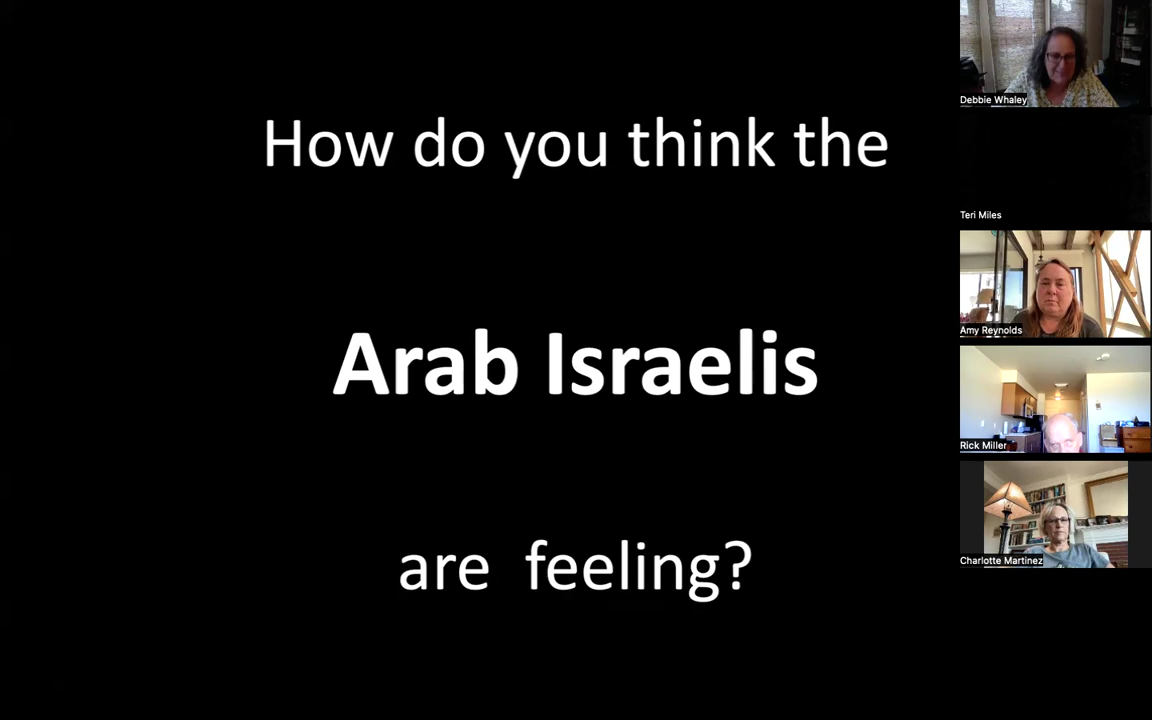 How do you think the
Arab Israelis
are feeling?
Debbie Whaley
Teri Miles
Amy Reynolds
Rick Miller
Charlotte Martinez